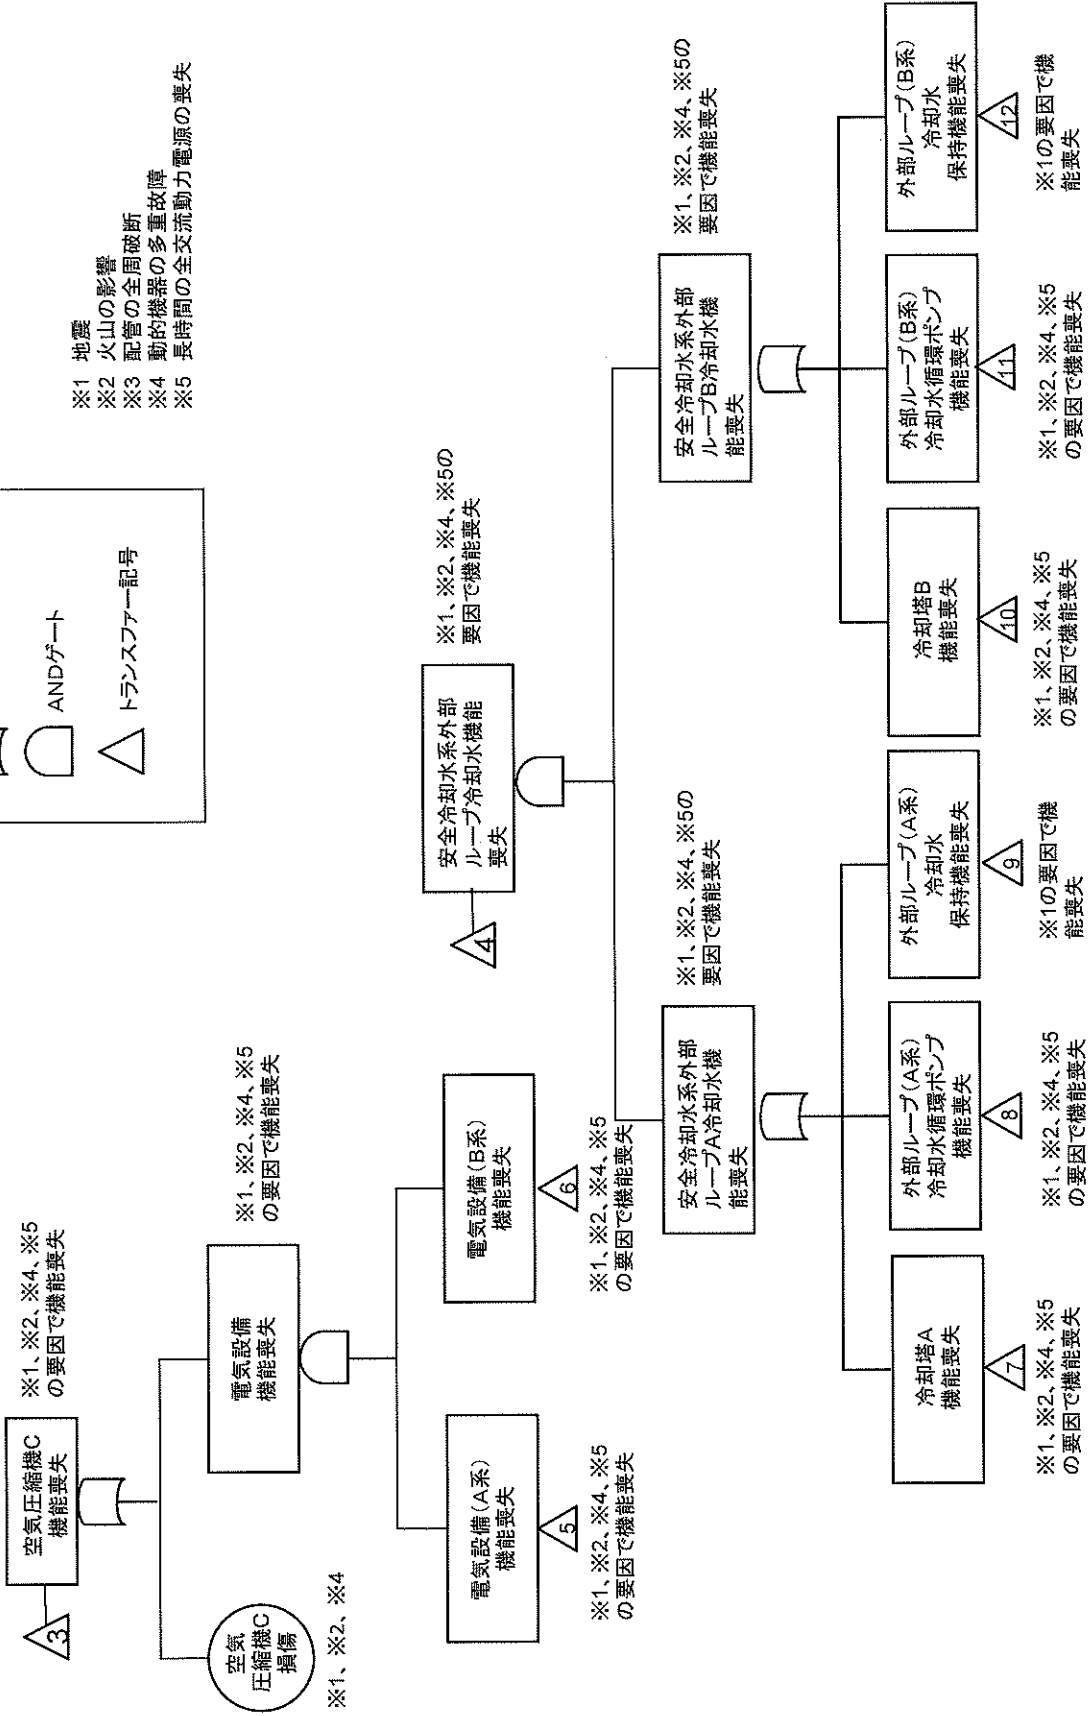 ANDゲート
トランスファー記号
※1 地震
※2 火山の影響
※3 配管の全周破断
※4 動的機器の多重故障
※5 長時間の全交流動力電源の喪失
3
空気圧縮機C
機能喪失
※1、※2、※4、※5
の要因で機能喪失
空気
圧縮機C
損傷
※1、※2、※4
電気設備
機能喪失
※1、※2、※4、※5
の要因で機能喪失
電気設備(A系)
機能喪失
5
※1、※2、※4、※5
の要因で機能喪失
電気設備(B系)
機能喪失
6
※1、※2、※4、※5
の要因で機能喪失
4
安全冷却水系外部
ループ冷却水機能
喪失
※1、※2、※4、※5の
要因で機能喪失
安全冷却水系外部
ループA冷却水機
能喪失
※1、※2、※4、※5の
要因で機能喪失
安全冷却水系外部
ループB冷却水機
能喪失
※1、※2、※4、※5の
要因で機能喪失
冷却塔A
機能喪失
7
※1、※2、※4、※5
の要因で機能喪失
外部ループ(A系)
冷却水循環ポンプ
機能喪失
8
※1、※2、※4、※5
の要因で機能喪失
外部ループ(A系)
冷却水
保持機能喪失
9
※1の要因で機
能喪失
冷却塔B
機能喪失
10
※1、※2、※4、※5
の要因で機能喪失
外部ループ(B系)
冷却水循環ポンプ
機能喪失
11
※1、※2、※4、※5
の要因で機能喪失
外部ループ(B系)
冷却水
保持機能喪失
12
※1の要因で機
能喪失